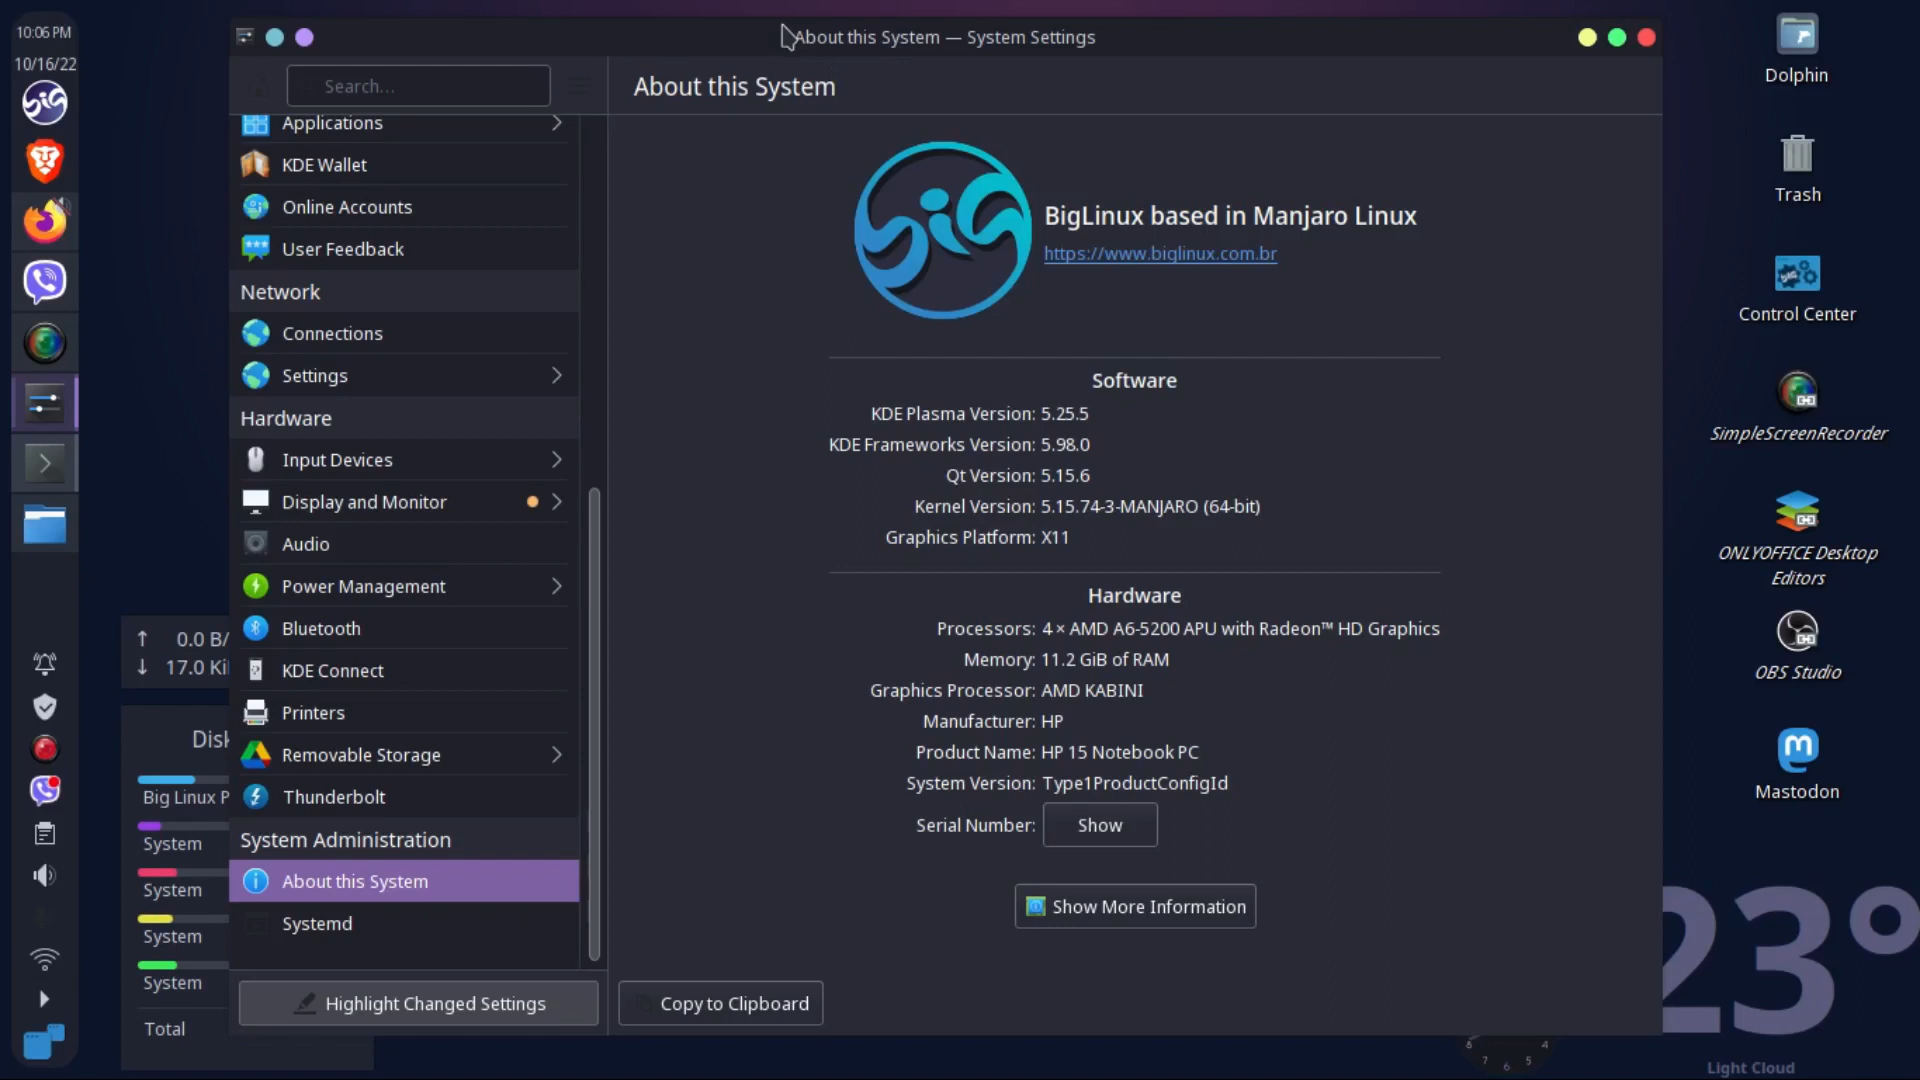 10:06 PM
10/16/22
About this System — System Settings
Search...
Applications
KDE Wallet
Online Accounts
User Feedback
Network
Connections
Settings
Hardware
Input Devices
Display and Monitor
Audio
Power Management
Bluetooth
KDE Connect
Printers
Removable Storage
Thunderbolt
System Administration
About this System
Systemd
Highlight Changed Settings
About this System
big
BigLinux based in Manjaro Linux
https://www.biglinux.com.br
Software
KDE Plasma Version: 5.25.5
KDE Frameworks Version: 5.98.0
Qt Version: 5.15.6
Kernel Version: 5.15.74-3-MANJARO (64-bit)
Graphics Platform: X11
Hardware
Processors: 4 × AMD A6-5200 APU with Radeon™ HD Graphics
Memory: 11.2 GiB of RAM
Graphics Processor: AMD KABINI
Manufacturer: HP
Product Name: HP 15 Notebook PC
System Version: Type1ProductConfigId
Serial Number: Show
Show More Information
Copy to Clipboard
↑ 0.0 B/
↓ 17.0 Ki
Disk
Big Linux P
System
System
System
System
Total
Dolphin
Trash
Control Center
SimpleScreenRecorder
ONLYOFFICE Desktop
Editors
OBS Studio
Mastodon
23°
Light Cloud
8 7 6 5 4